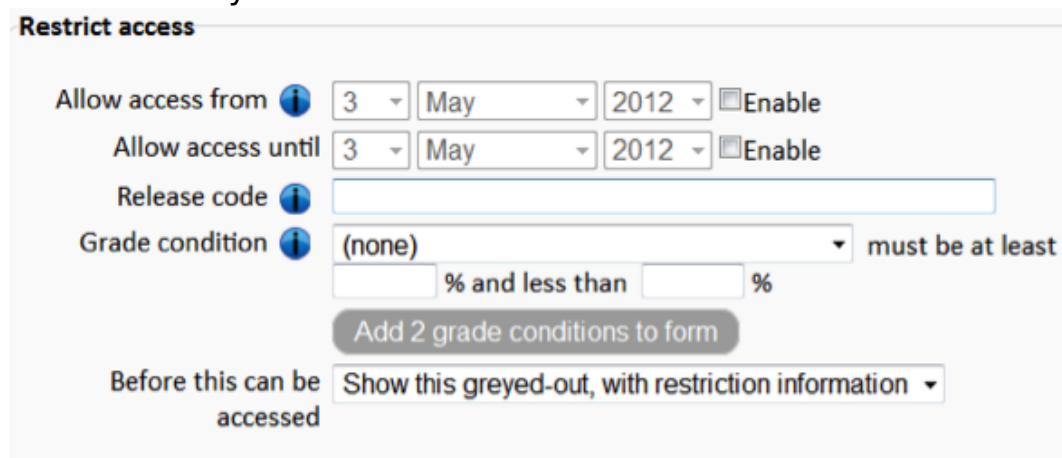 Restrict access
Allow access from 3 May 2012 Enable
Allow access until 3 May 2012 Enable
Release code
Grade condition (none) must be at least
% and less than %
Add 2 grade conditions to form
Before this can be Show this greyed-out, with restriction information
accessed